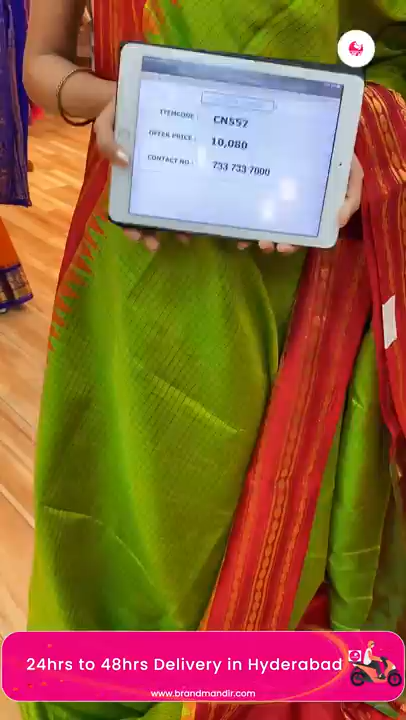 ITEMCODE : CN557
OFFER PRICE : 10,080
CONTACT NO : 733 733 7000
24hrs to 48hrs Delivery in Hyderabad
www.brandmandir.com